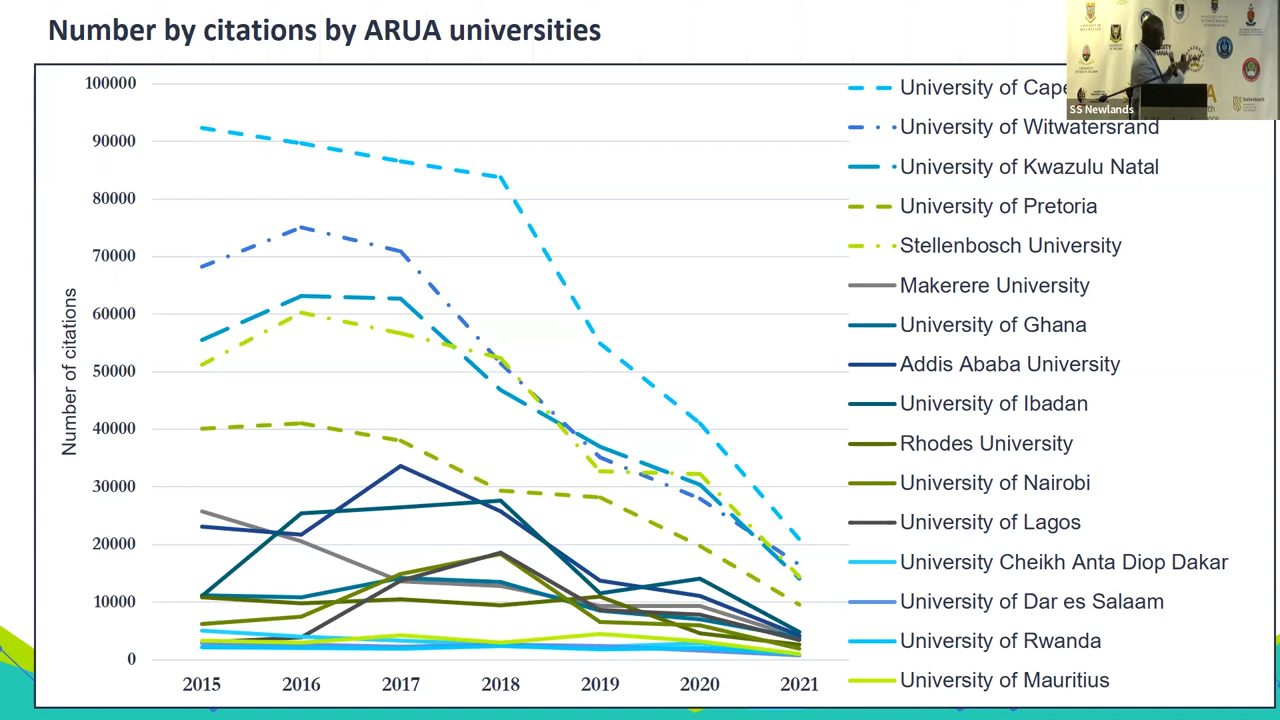 Number by citations by ARUA universities
SS Newlands
Number of citations
100000
90000
80000
70000
60000
50000
40000
30000
20000
10000
0
2015 2016 2017 2018 2019 2020 2021
University of Cape
University of Witwatersrand
University of Kwazulu Natal
University of Pretoria
Stellenbosch University
Makerere University
University of Ghana
Addis Ababa University
University of Ibadan
Rhodes University
University of Nairobi
University of Lagos
University Cheikh Anta Diop Dakar
University of Dar es Salaam
University of Rwanda
University of Mauritius